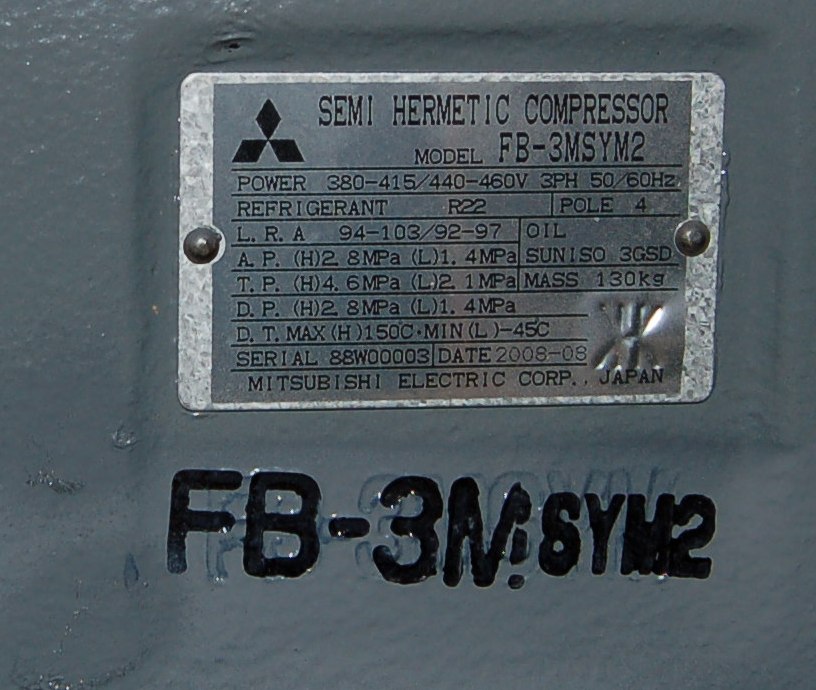 SEMI HERMETIC COMPRESSOR
MODEL FB-3MSYM2
POWER 380-415/440-460V 3PH 50/60Hz
REFRIGERANT R22 POLE 4
L.R.A 94-103/92-97 OIL
A.P. (H)2.8MPa (L)1.4MPa SUNISO 3GSD
T.P. (H)4.6MPa (L)2.1MPa MASS 130kg
D.P. (H)2.8MPa (L)1.4MPa
D.T. MAX(H)150C·MIN(L)-45C
SERIAL 88W00003 DATE 2008-08
MITSUBISHI ELECTRIC CORP., JAPAN
FB-3MSYM2